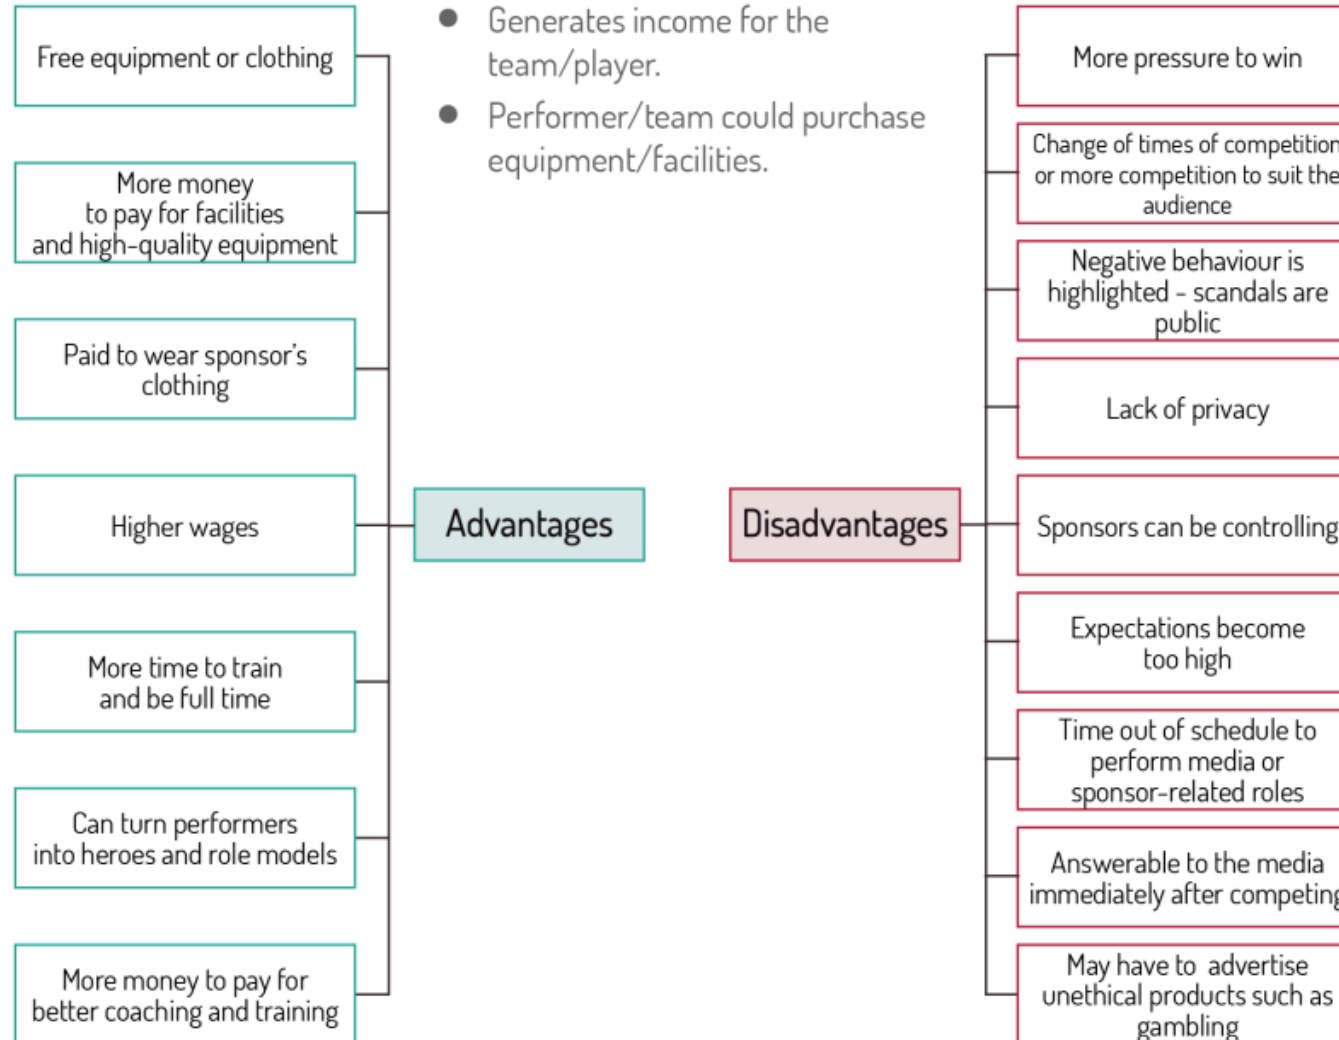 Free equipment or clothing
More money
to pay for facilities
and high-quality equipment
Paid to wear sponsor's
clothing
Higher wages
More time to train
and be full time
Can turn performers
into heroes and role models
More money to pay for
better coaching and training
● Generates income for the
team/player.
● Performer/team could purchase
equipment/facilities.
Advantages
Disadvantages
More pressure to win
Change of times of competition
or more competition to suit the
audience
Negative behaviour is
highlighted - scandals are
public
Lack of privacy
Sponsors can be controlling
Expectations become
too high
Time out of schedule to
perform media or
sponsor-related roles
Answerable to the media
immediately after competing
May have to advertise
unethical products such as
gambling